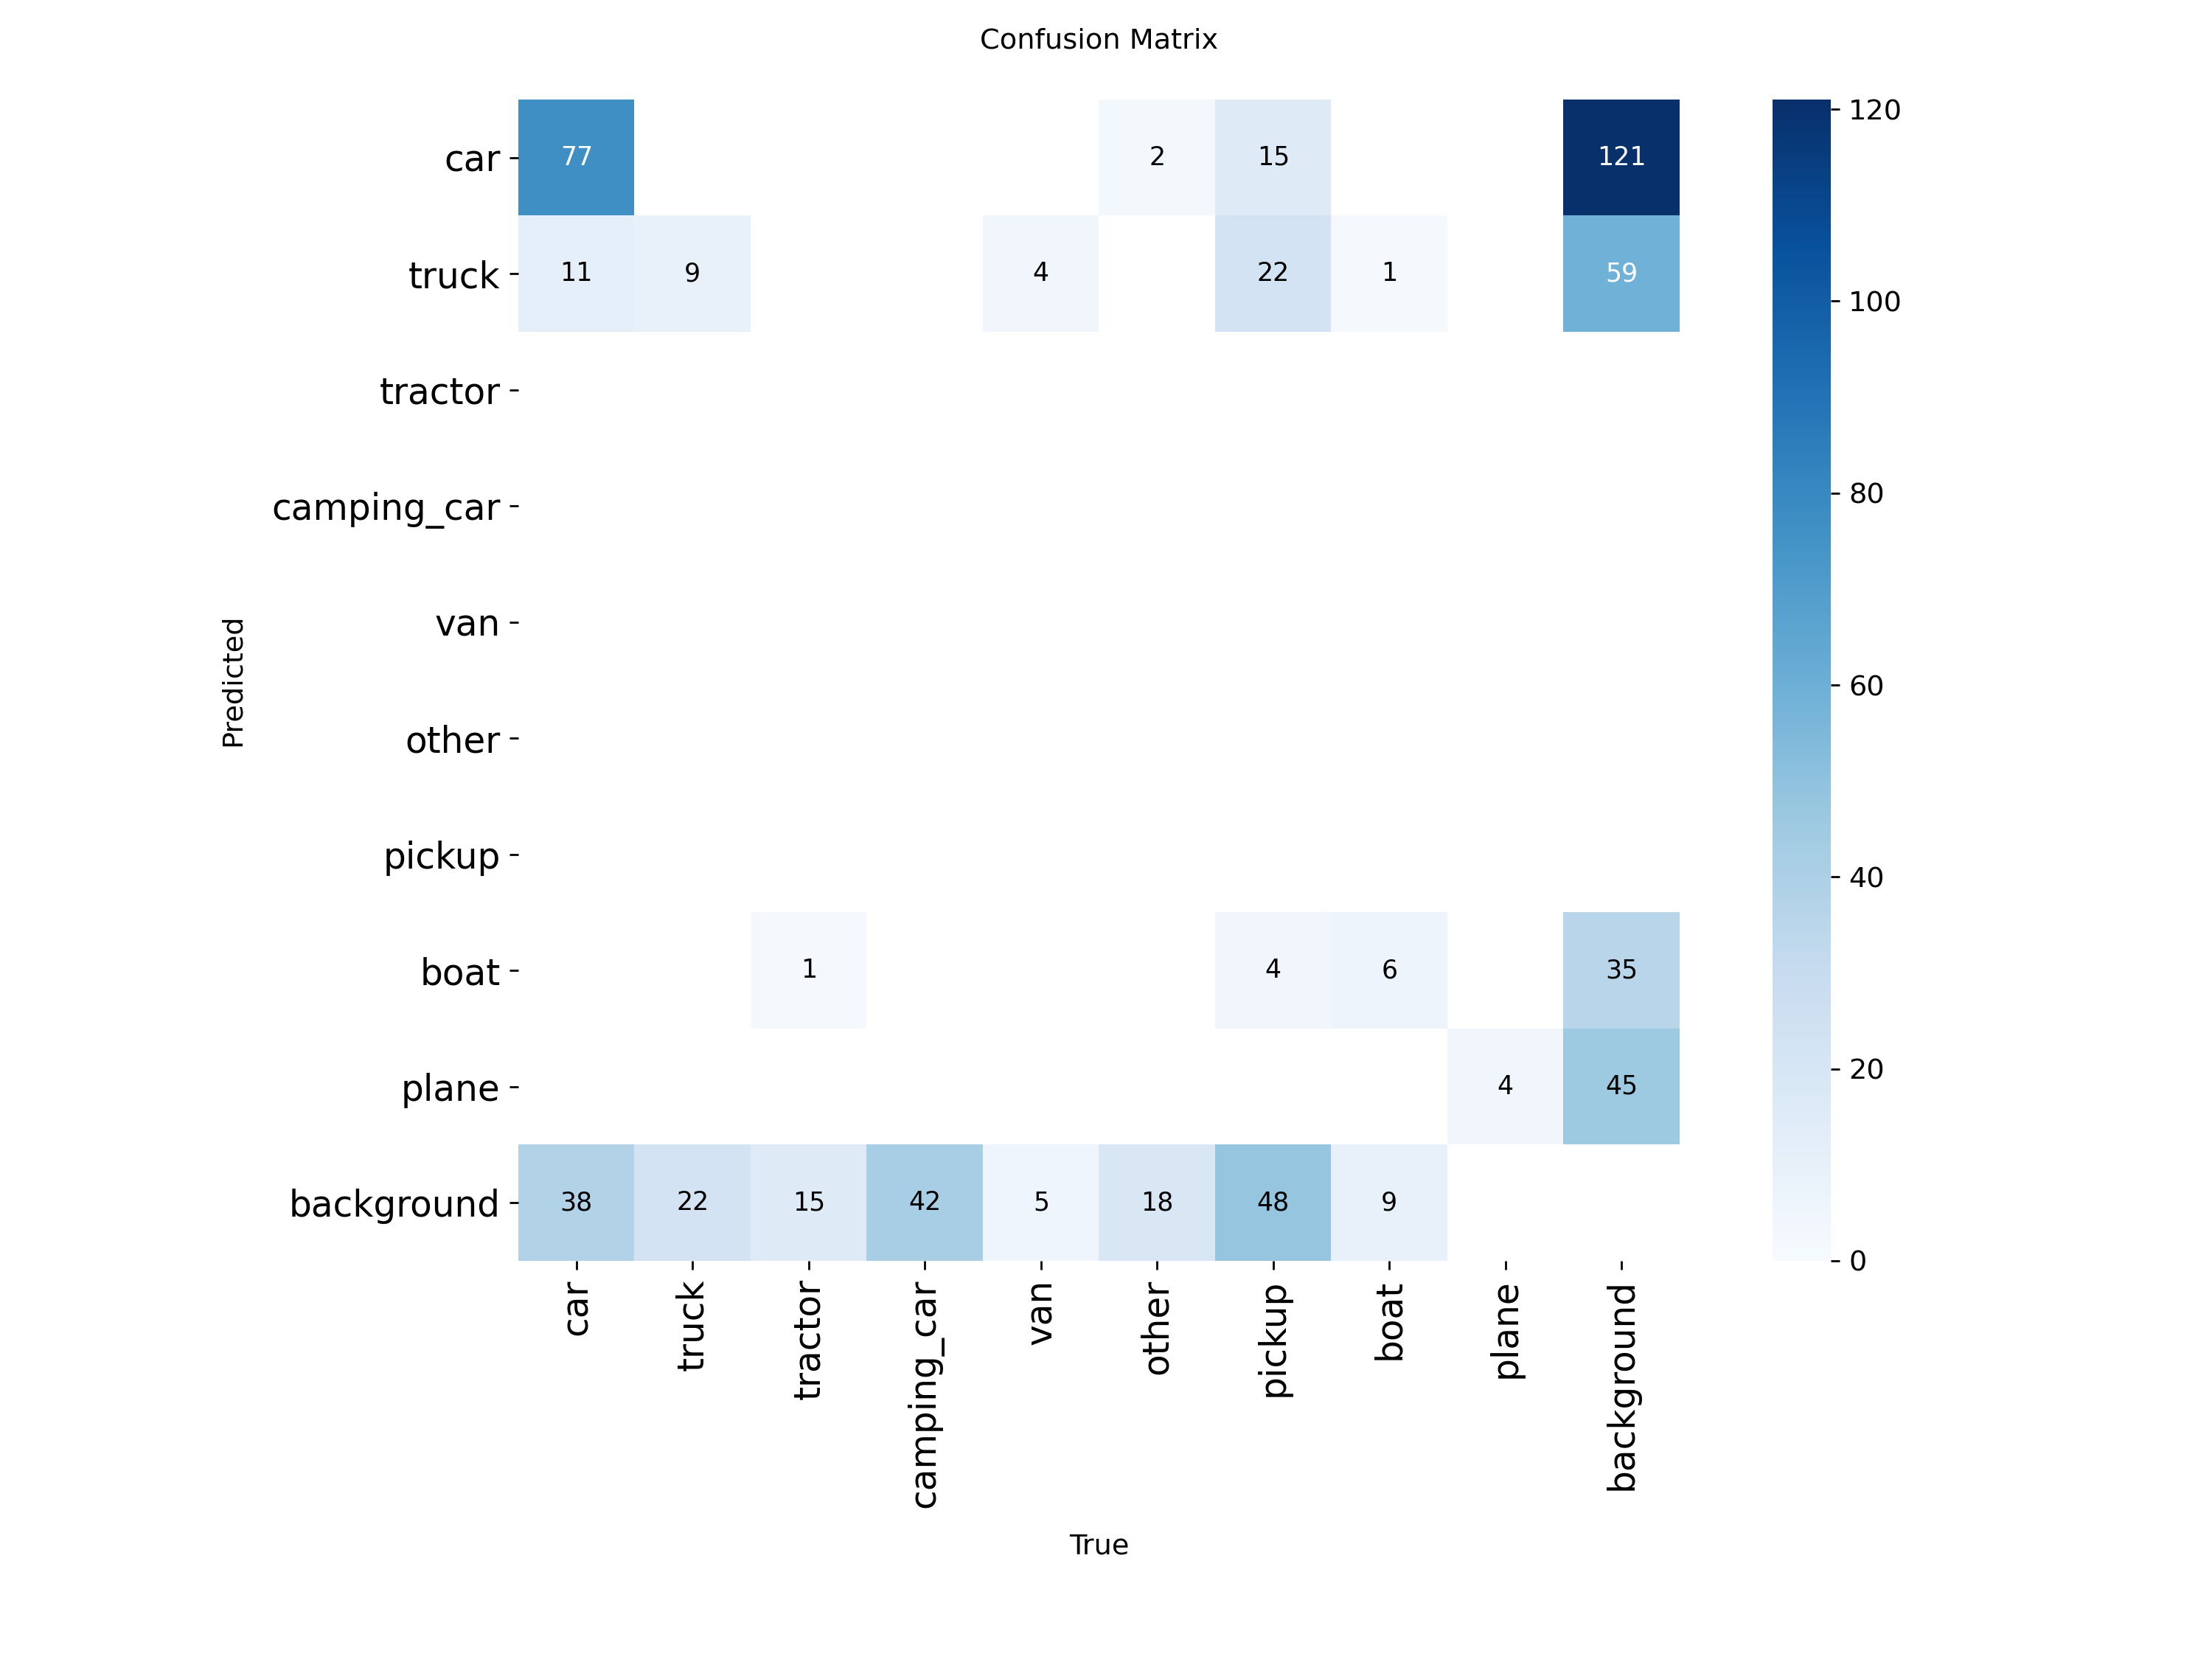 Confusion Matrix
car
77
2
15
121
truck
11
9
4
22
1
59
tractor
camping_car
van
other
pickup
boat
1
4
6
35
plane
4
45
background
38
22
15
42
5
18
48
9
car
truck
tractor
camping_car
van
other
pickup
boat
plane
background
Predicted
True
120
100
80
60
40
20
0